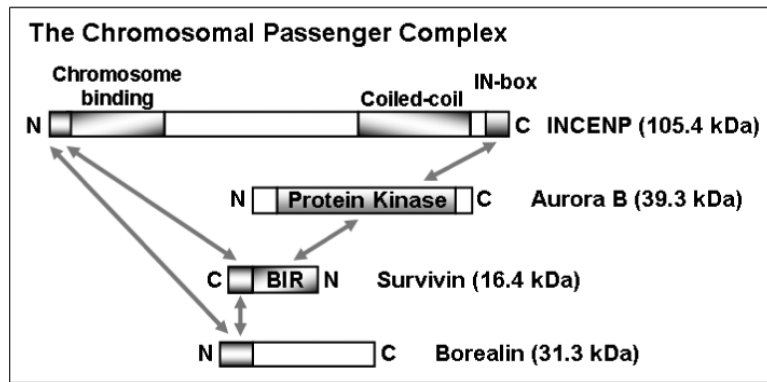 The Chromosomal Passenger Complex
Chromosome
binding
Coiled-coil
IN-box
N C INCENP (105.4 kDa)
N Protein Kinase C Aurora B (39.3 kDa)
C BIR N Survivin (16.4 kDa)
N C Borealin (31.3 kDa)